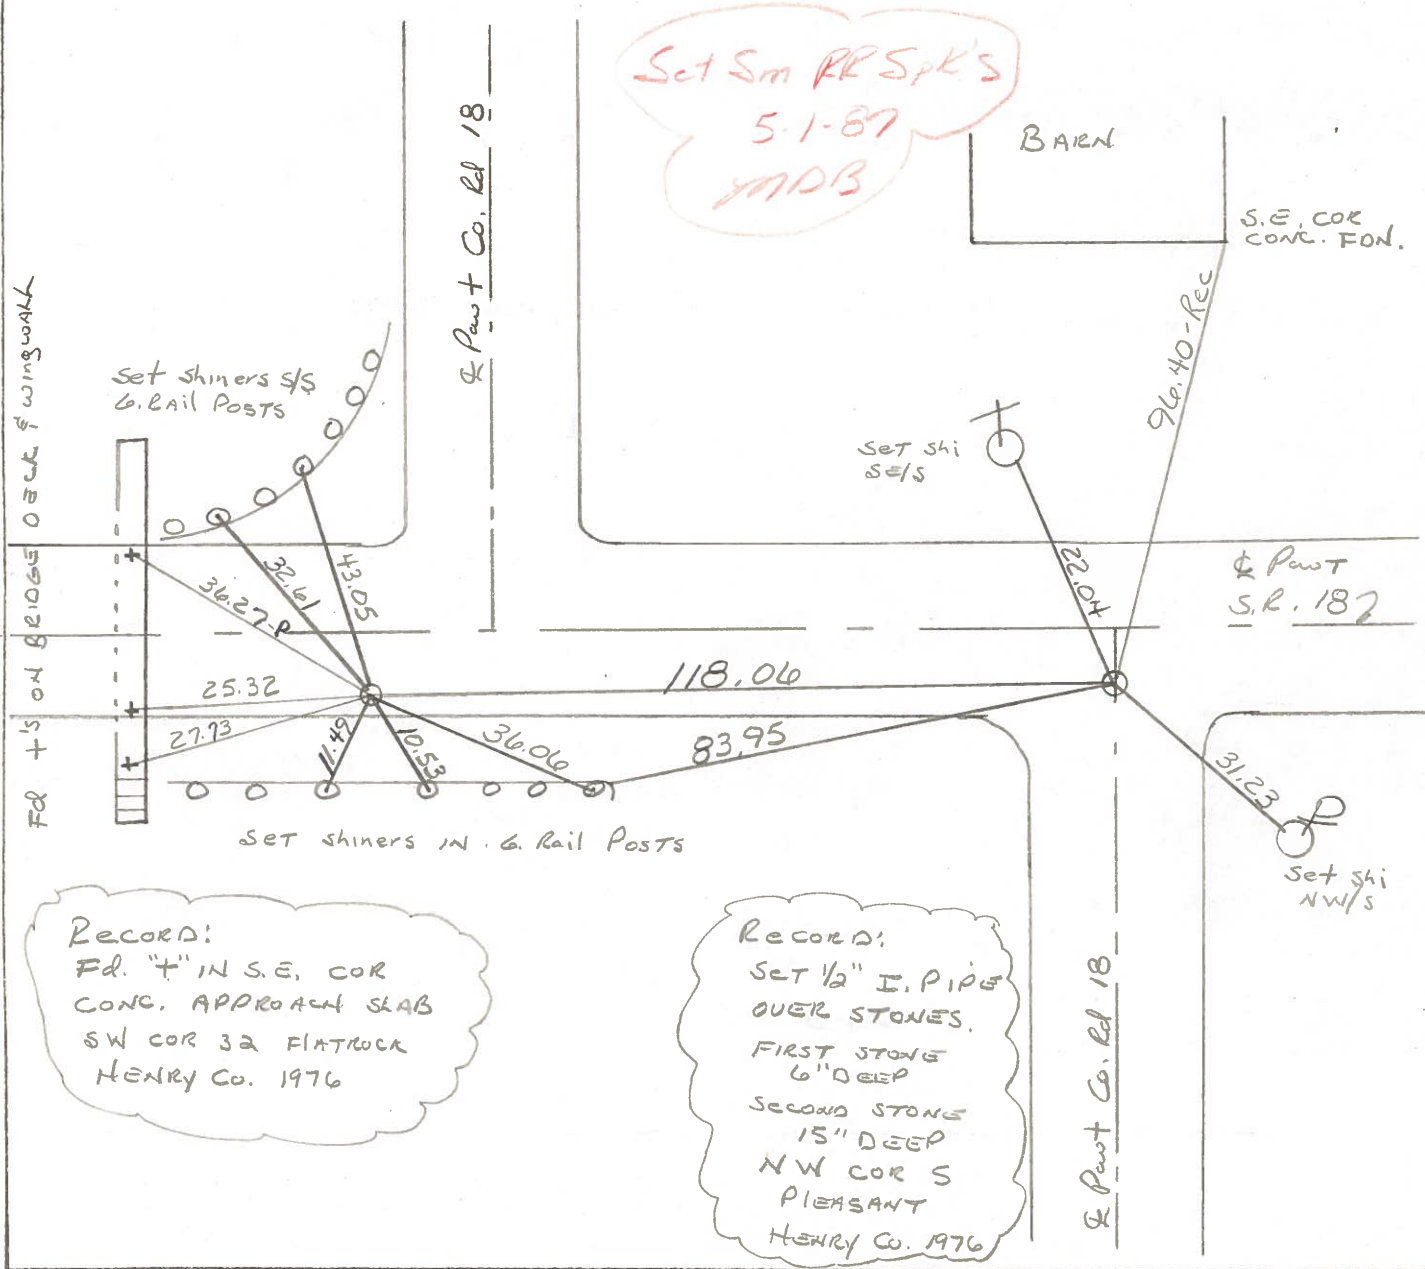 Set Sm RR Spk's
5-1-87
MDB
BARN
S.E. COR
CONC. FDN.
℄ Pavt Co. Rd 18
96.40-Rec
Set shiners S/S
G. Rail Posts
Set shi
SE/S
Fd +'s ON BRIDGE DECK & wingwall
32.61
43.05
36.27-P
22.04
℄ Pavt
S.R. 187
25.32
118.06
27.73
11.49
10.53
36.06
83.95
31.23
Set shiners IN G. Rail Posts
Set shi
NW/S
RECORD:
Fd. "+" IN S.E. COR
CONC. APPROACH SLAB
SW COR 32 FlATROCK
HENRY Co. 1976
RECORD:
SET 1/2" I. PIPE
OVER STONES.
FIRST STONE
6" DEEP
SECOND STONE
15" DEEP
NW COR 5
PlEASANT
HENRY Co. 1976
℄ Pavt Co. Rd 18